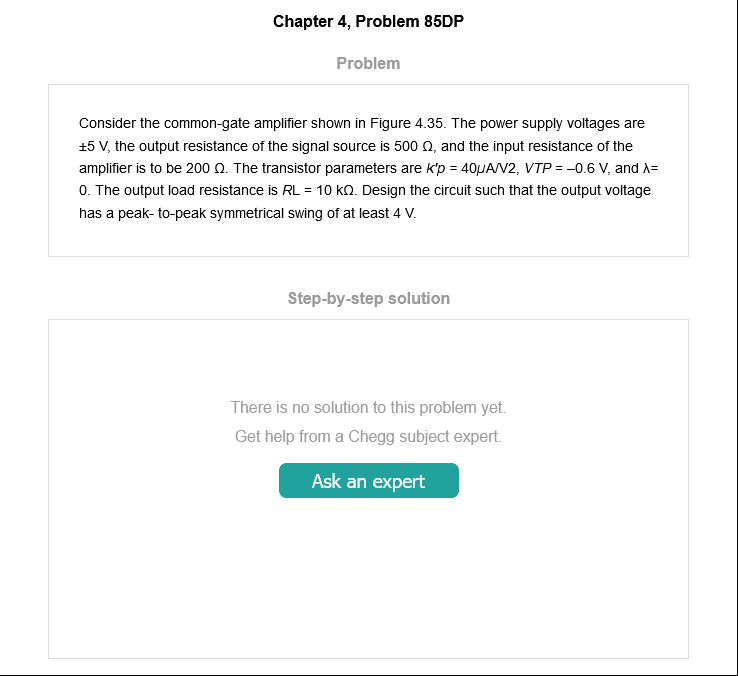 Chapter 4, Problem 85DP
Problem
Consider the common-gate amplifier shown in Figure 4.35. The power supply voltages are
±5 V, the output resistance of the signal source is 500 Ω, and the input resistance of the
amplifier is to be 200 Ω. The transistor parameters are k′p = 40μA/V2, VTP = –0.6 V, and λ=
0. The output load resistance is RL = 10 kΩ. Design the circuit such that the output voltage
has a peak- to-peak symmetrical swing of at least 4 V.
Step-by-step solution
There is no solution to this problem yet.
Get help from a Chegg subject expert.
Ask an expert